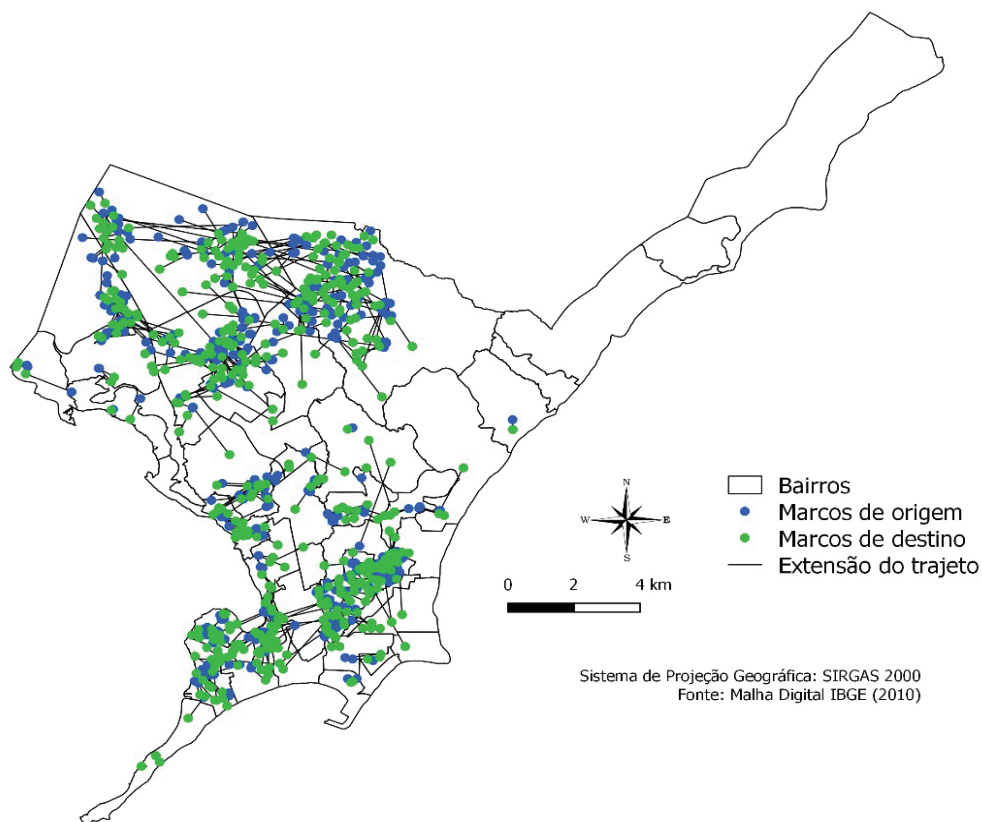 N
W E
S
Bairros
Marcos de origem
Marcos de destino
Extensão do trajeto
0 2 4 km
Sistema de Projeção Geográfica: SIRGAS 2000
Fonte: Malha Digital IBGE (2010)